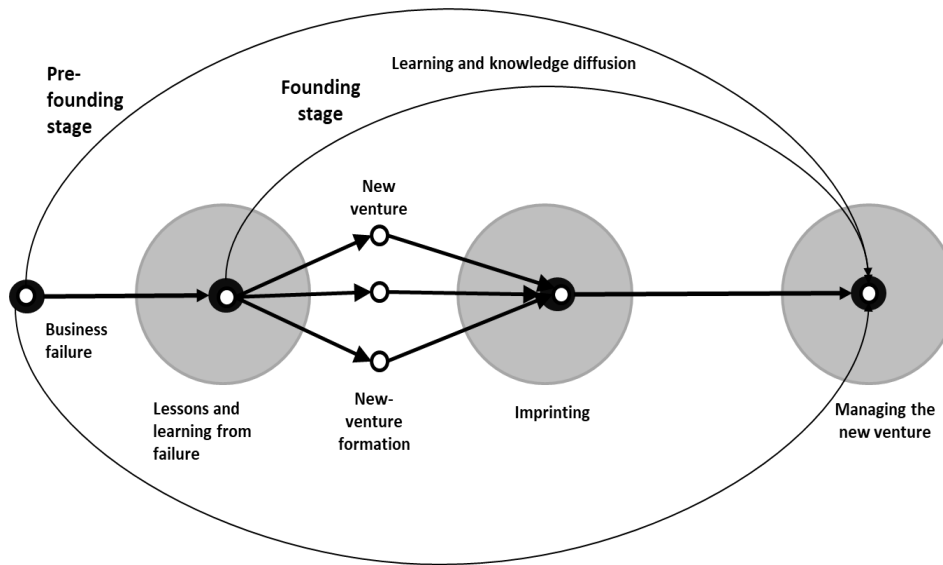 Learning and knowledge diffusion
Pre-
founding
stage
Founding
stage
New
venture
Business
failure
Lessons and
learning from
failure
New-
venture
formation
Imprinting
Managing the
new venture